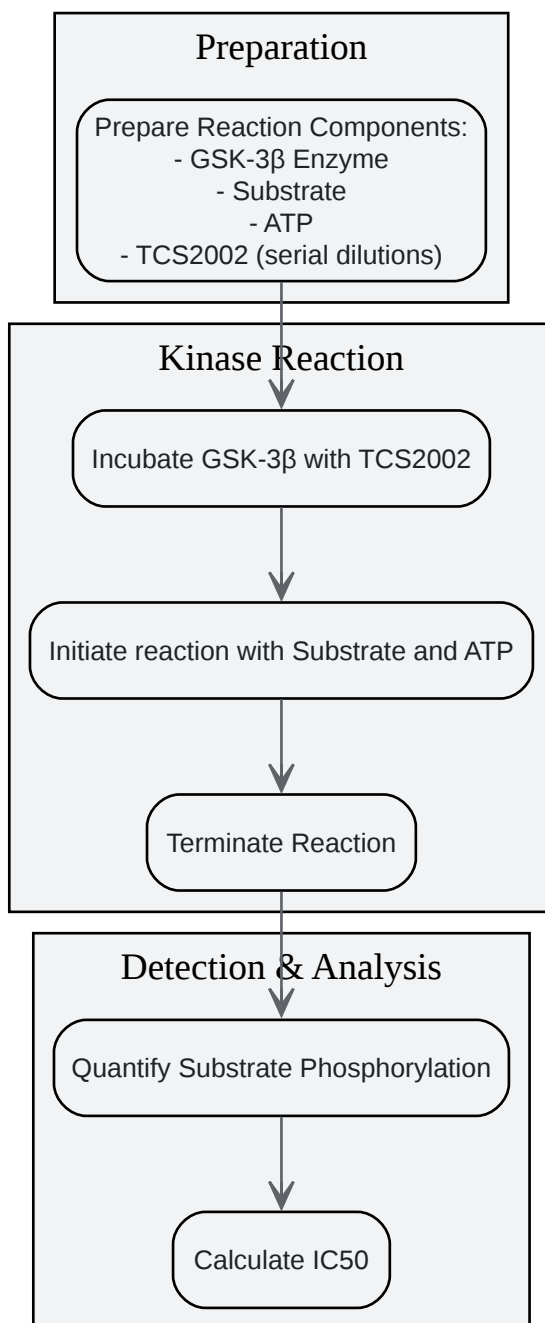 Preparation
Prepare Reaction Components:
- GSK-3β Enzyme
- Substrate
- ATP
- TCS2002 (serial dilutions)
Kinase Reaction
Incubate GSK-3β with TCS2002
Initiate reaction with Substrate and ATP
Terminate Reaction
Detection & Analysis
Quantify Substrate Phosphorylation
Calculate IC50